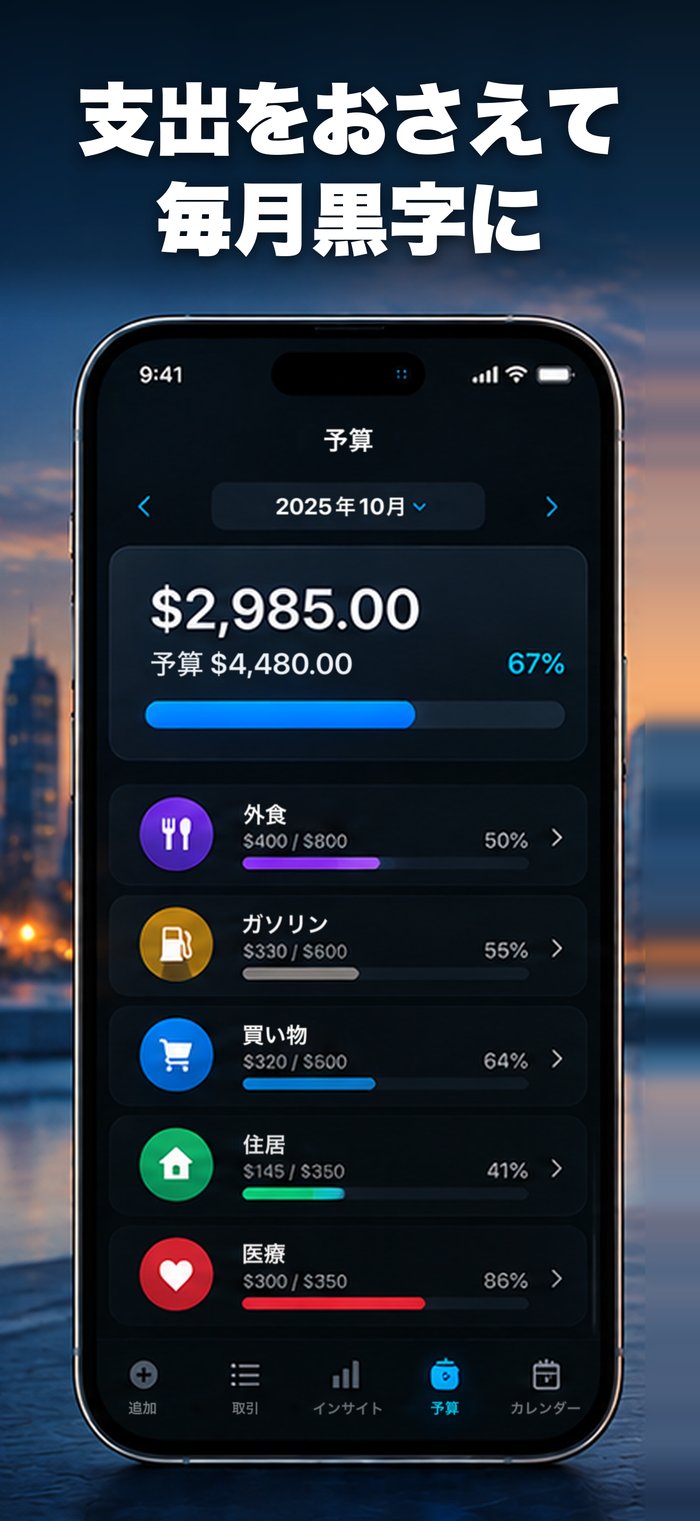 支出をおさえて
毎月黒字に
9:41
予算
2025年10月
$2,985.00
予算 $4,480.00
67%
外食
$400 / $800
50%
ガソリン
$330 / $600
55%
買い物
$320 / $600
64%
住居
$145 / $350
41%
医療
$300 / $350
86%
追加
取引
インサイト
予算
カレンダー